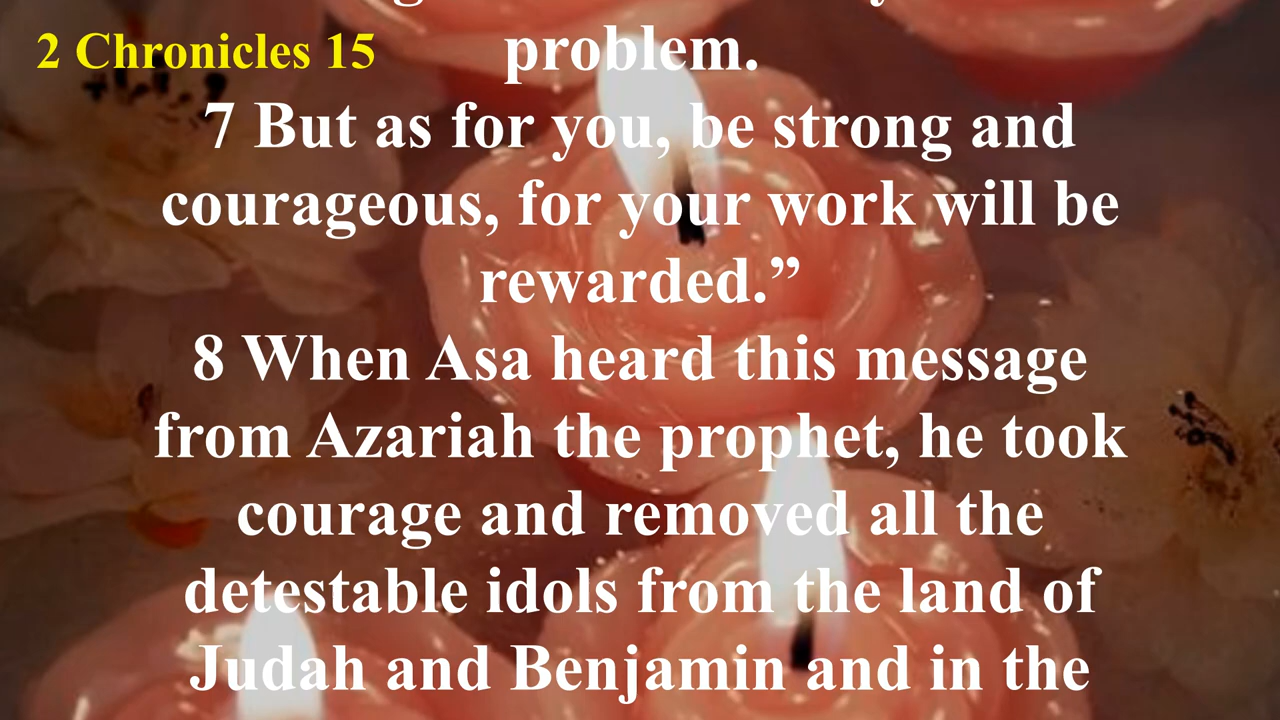 2 Chronicles 15
problem.
7 But as for you, be strong and
courageous, for your work will be
rewarded.”
8 When Asa heard this message
from Azariah the prophet, he took
courage and removed all the
detestable idols from the land of
Judah and Benjamin and in the